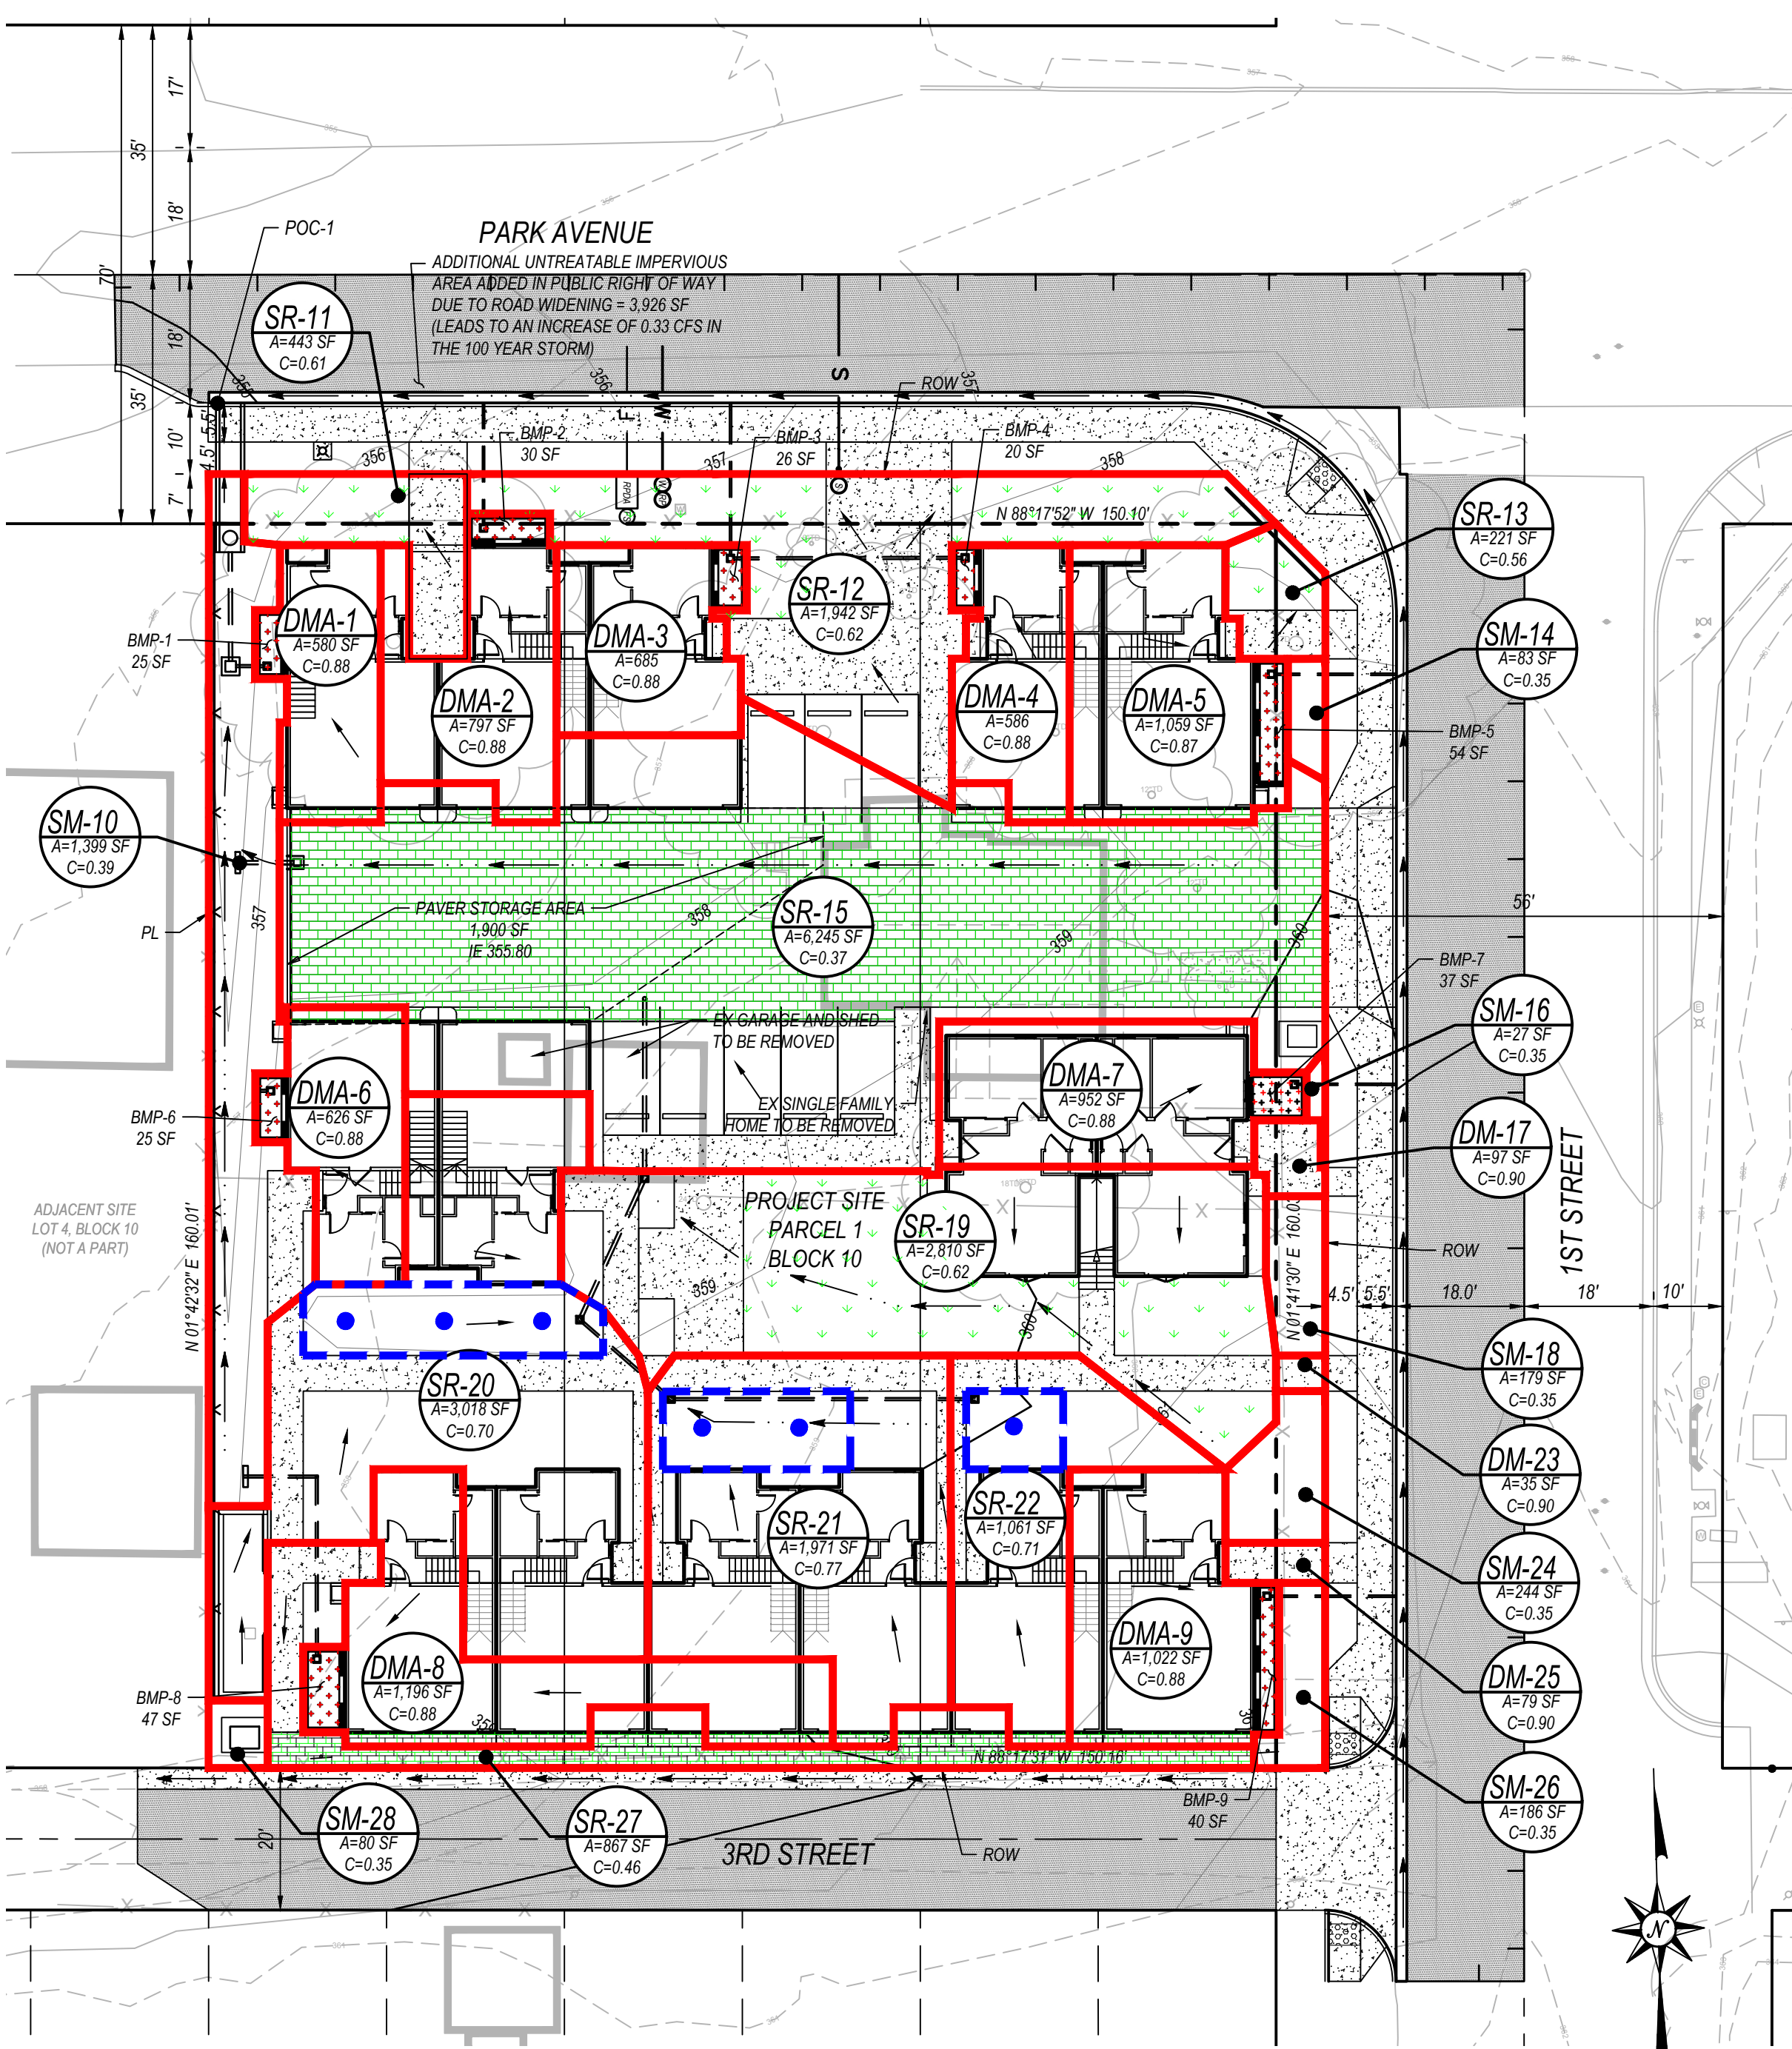 17'
35'
18'
70'
POC-1
PARK AVENUE
ADDITIONAL UNTREATABLE IMPERVIOUS
AREA ADDED IN PUBLIC RIGHT OF WAY
DUE TO ROAD WIDENING = 3,926 SF
(LEADS TO AN INCREASE OF 0.33 CFS IN
THE 100 YEAR STORM)
SR-11
A=443 SF
C=0.61
18'
35'
355
356
357
S
ROW
F
W
10'
5.5'
4.5'
7'
356
BMP-2
30 SF
357
BMP-3
26 SF
BMP-4
20 SF
358
RPDA
FS
W
RP
S
N 88°17'52" W  150.10'
SR-13
A=221 SF
C=0.56
SR-12
A=1,942 SF
C=0.62
DMA-1
A=580 SF
C=0.88
DMA-3
A=685
C=0.88
BMP-1
25 SF
SM-14
A=83 SF
C=0.35
DMA-2
A=797 SF
C=0.88
DMA-4
A=586
C=0.88
DMA-5
A=1,059 SF
C=0.87
BMP-5
54 SF
SM-10
A=1,399 SF
C=0.39
PL
357
PAVER STORAGE AREA
1,900 SF
IE 355.80
358
SR-15
A=6,245 SF
C=0.37
359
360
56'
BMP-7
37 SF
SM-16
A=27 SF
C=0.35
EX GARAGE AND SHED
TO BE REMOVED
DMA-6
A=626 SF
C=0.88
BMP-6
25 SF
EX SINGLE FAMILY
HOME TO BE REMOVED
DMA-7
A=952 SF
C=0.88
DM-17
A=97 SF
C=0.90
1ST STREET
ADJACENT SITE
LOT 4, BLOCK 10
(NOT A PART)
N 01°42'32" E  160.01'
PROJECT SITE
PARCEL 1
BLOCK 10
SR-19
A=2,810 SF
C=0.62
N 01°41'30" E  160.03'
ROW
359
360
4.5'
5.5'
18.0'
18'
10'
SM-18
A=179 SF
C=0.35
SR-20
A=3,018 SF
C=0.70
DM-23
A=35 SF
C=0.90
SR-21
A=1,971 SF
C=0.77
SR-22
A=1,061 SF
C=0.71
SM-24
A=244 SF
C=0.35
DMA-8
A=1,196 SF
C=0.88
DMA-9
A=1,022 SF
C=0.88
DM-25
A=79 SF
C=0.90
BMP-8
47 SF
N 88°17'31" W  150.16'
BMP-9
40 SF
SM-26
A=186 SF
C=0.35
SM-28
A=80 SF
C=0.35
SR-27
A=867 SF
C=0.46
20'
3RD STREET
ROW
N